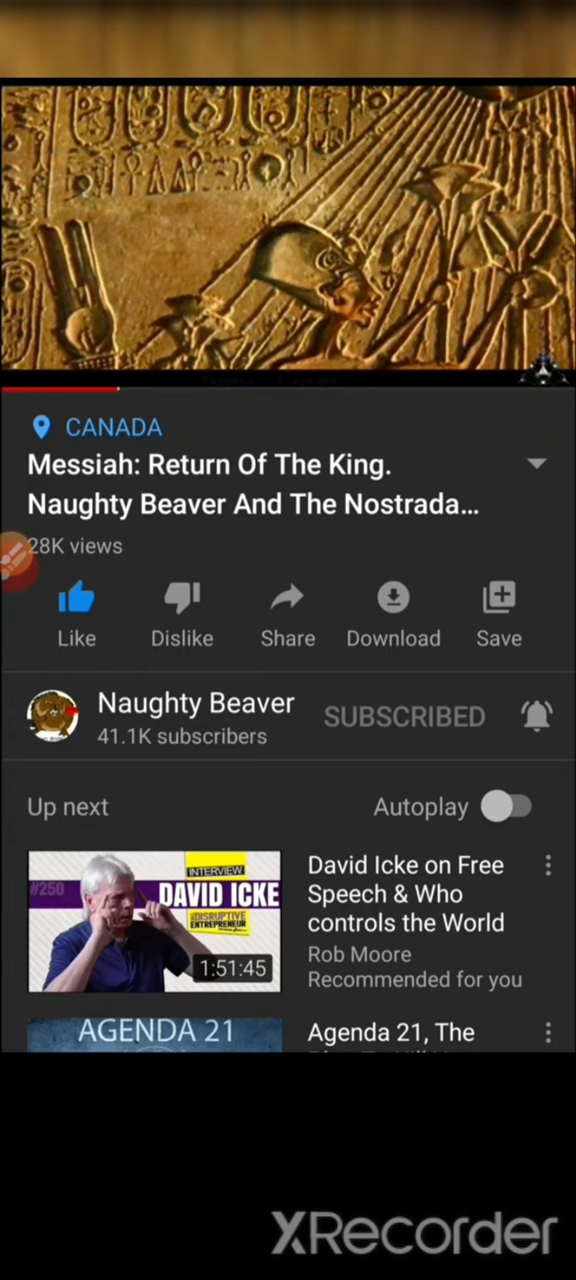 CANADA
Messiah: Return Of The King.
Naughty Beaver And The Nostrada...
28K views
Like
Dislike
Share
Download
Save
Naughty Beaver
SUBSCRIBED
41.1K subscribers
Up next
Autoplay
#250
INTERVIEW
DAVID ICKE
DISRUPTIVE
ENTREPRENEUR
1:51:45
David Icke on Free
Speech & Who
controls the World
Rob Moore
Recommended for you
AGENDA 21
Agenda 21, The
XRecorder